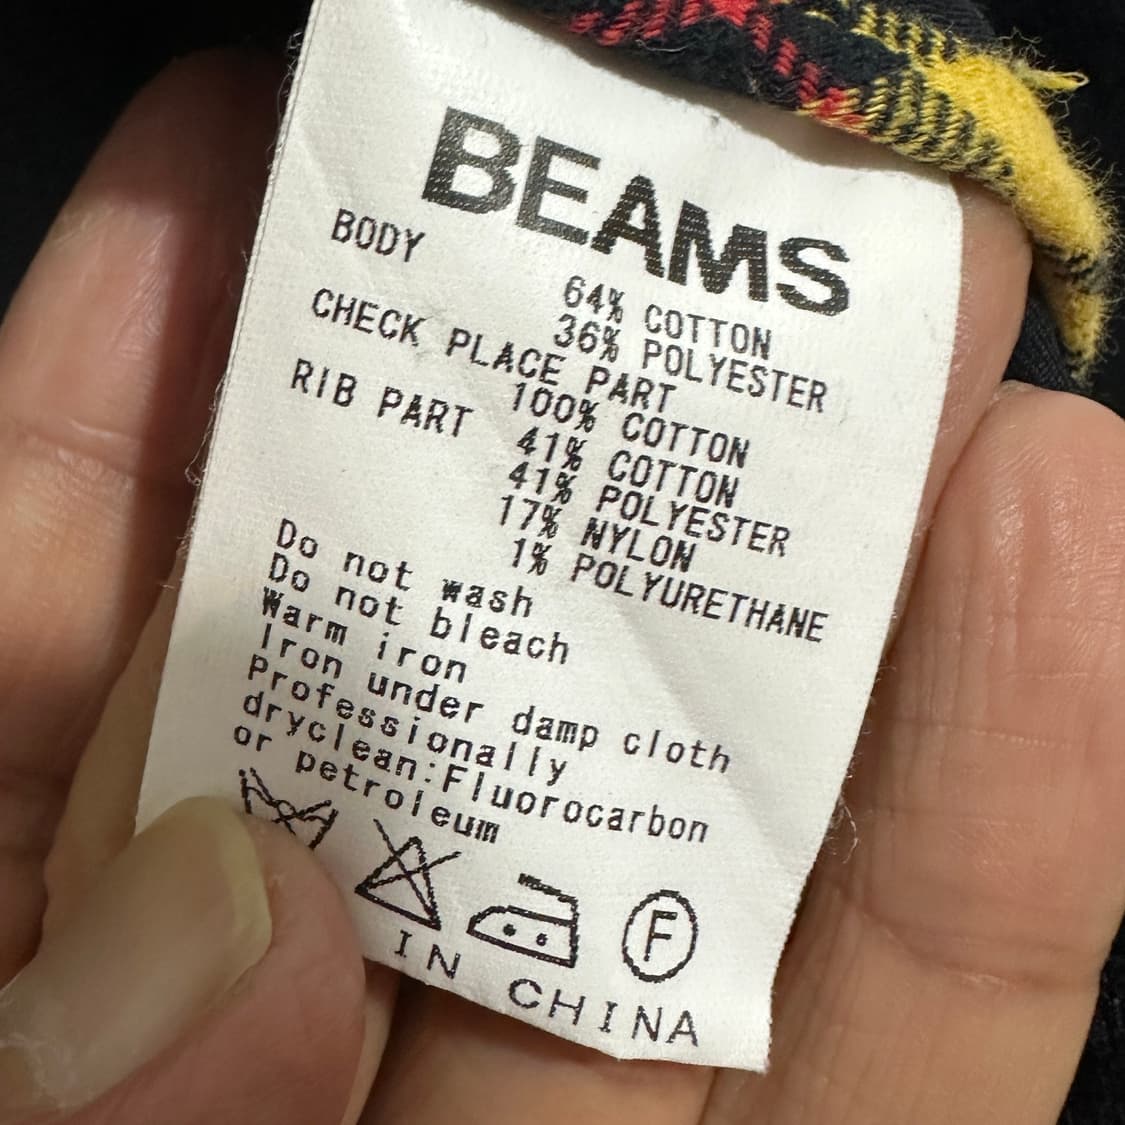 BEAMS
BODY
64% COTTON
36% POLYESTER
CHECK PLACE PART
100% COTTON
RIB PART
41% COTTON
41% POLYESTER
17% NYLON
1% POLYURETHANE
Do not wash
Do not bleach
Warm iron
Iron under damp cloth
Professionally
dryclean:Fluorocarbon
or petroleum
F
IN CHINA